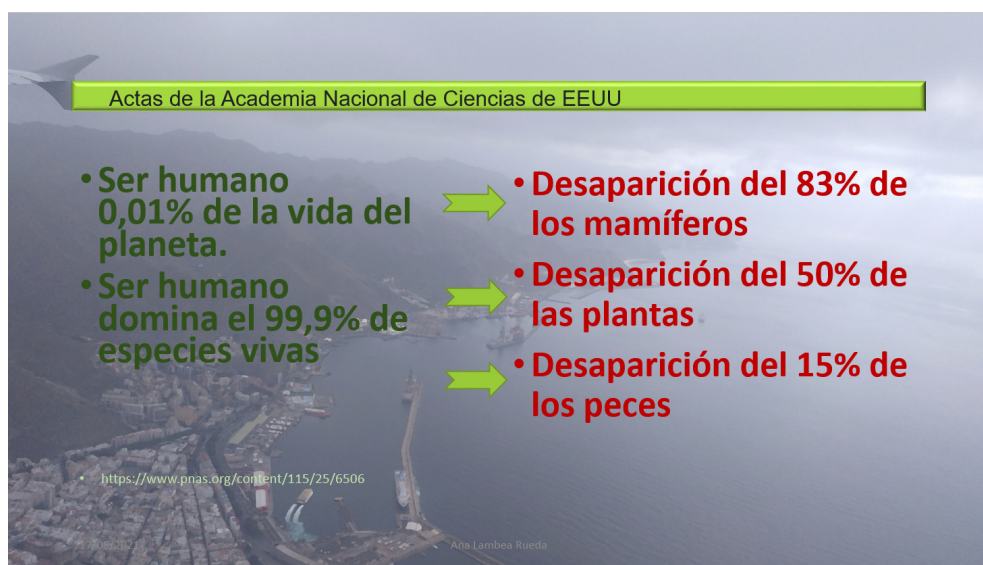 Actas de la Academia Nacional de Ciencias de EEUU
• Ser humano
0,01% de la vida del
planeta.
• Ser humano
domina el 99,9% de
especies vivas
• Desaparición del 83% de
los mamíferos
• Desaparición del 50% de
las plantas
• Desaparición del 15% de
los peces
• https://www.pnas.org/content/115/25/6506
Ana Lambea Rueda